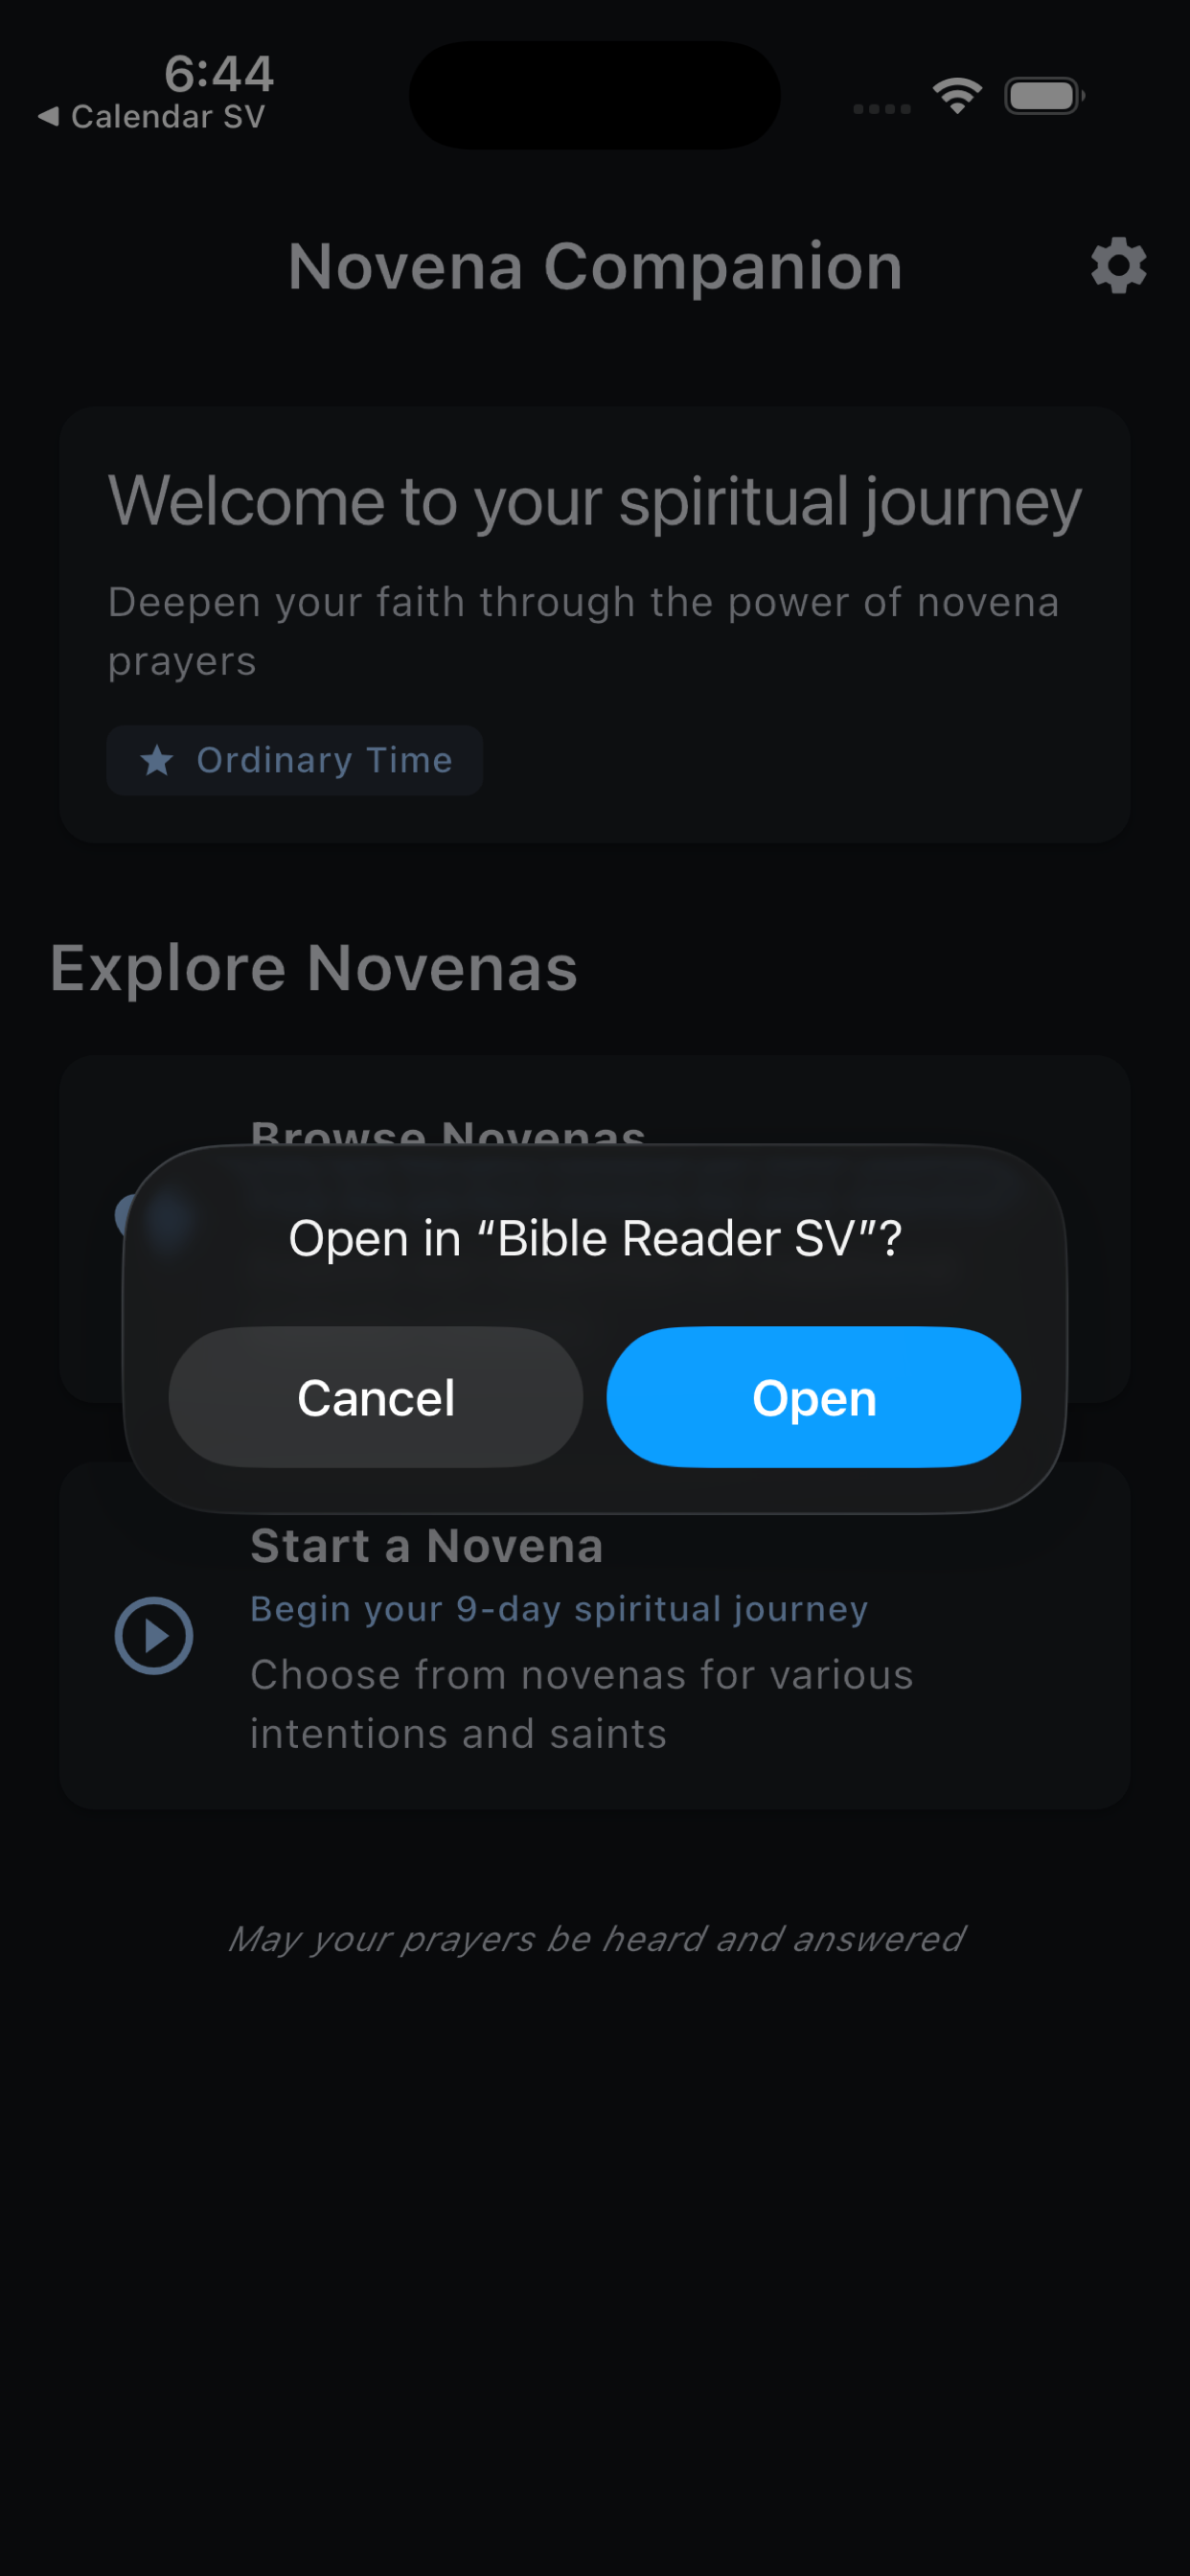 6:44
◀ Calendar SV
Novena Companion
Welcome to your spiritual journey
Deepen your faith through the power of novena
prayers
Ordinary Time
Explore Novenas
Browse Novenas
Open in “Bible Reader SV”?
Cancel
Open
Start a Novena
Begin your 9-day spiritual journey
Choose from novenas for various
intentions and saints
May your prayers be heard and answered